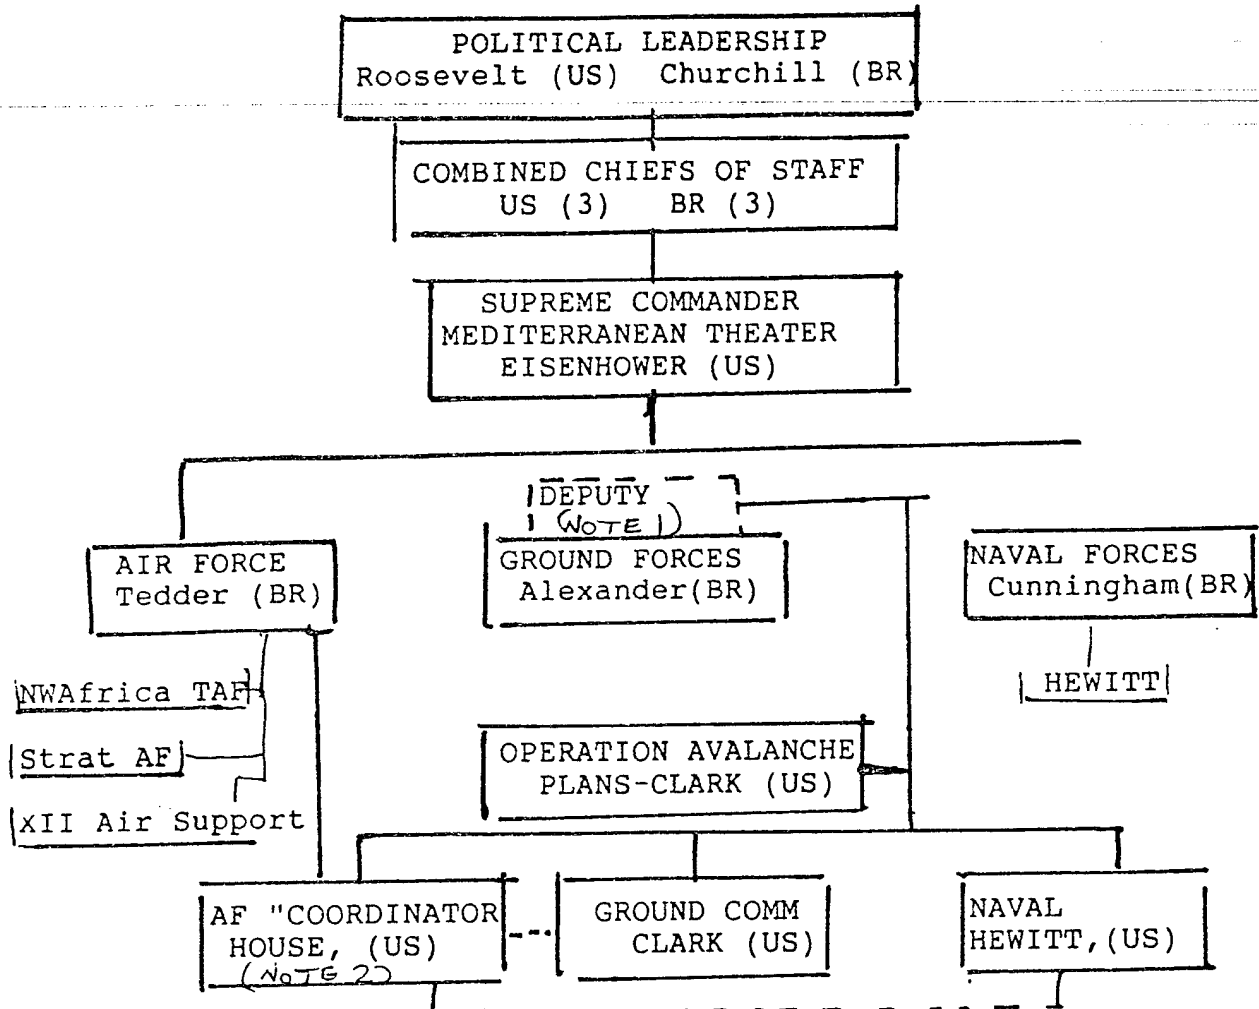 POLITICAL LEADERSHIP
Roosevelt (US) Churchill (BR)
COMBINED CHIEFS OF STAFF
US (3) BR (3)
SUPREME COMMANDER
MEDITERRANEAN THEATER
EISENHOWER (US)
DEPUTY
(NOTE 1)
AIR FORCE
Tedder (BR)
GROUND FORCES
Alexander(BR)
NAVAL FORCES
Cunningham(BR)
NWAfrica TAF
HEWITT
Strat AF
OPERATION AVALANCHE
PLANS-CLARK (US)
XII Air Support
AF "COORDINATOR
HOUSE, (US)
(NOTE 2)
GROUND COMM
CLARK (US)
NAVAL
HEWITT, (US)